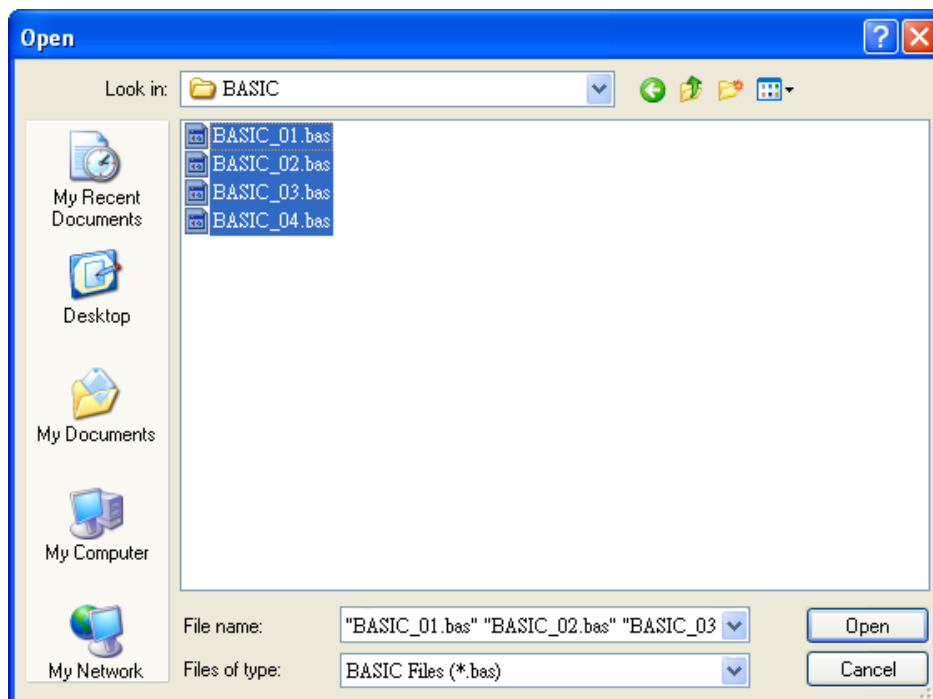 Open
Look in:
BASIC
BASIC_01.bas
BASIC_02.bas
BASIC_03.bas
BASIC_04.bas
My Recent
Documents
Desktop
My Documents
My Computer
My Network
File name:
"BASIC_01.bas" "BASIC_02.bas" "BASIC_03
Open
Files of type:
BASIC Files (*.bas)
Cancel